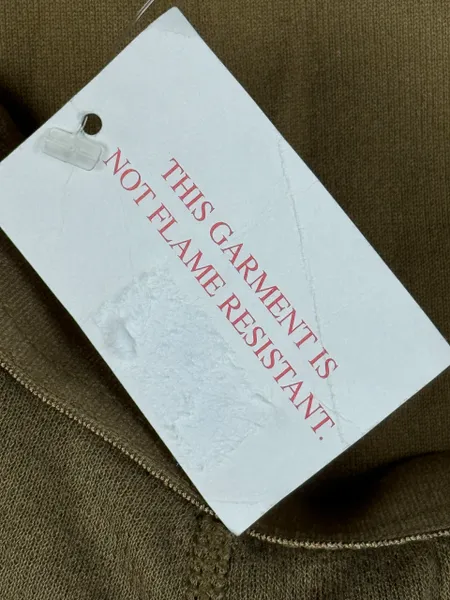 THIS GARMENT IS
NOT FLAME RESISTANT.